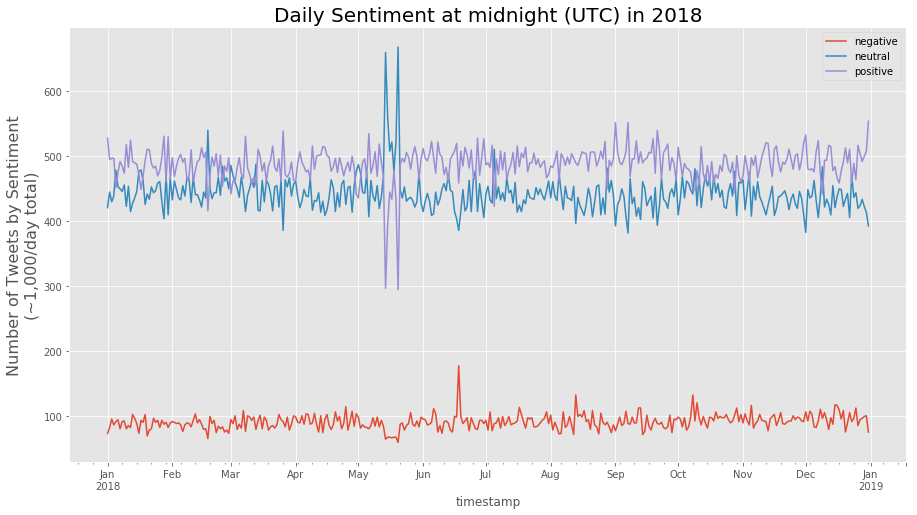 Daily Sentiment at midnight (UTC) in 2018
negative
neutral
positive
Number of Tweets by Sentiment
(~1,000/day total)
600
500
400
300
200
100
Jan Feb Mar Apr May Jun Jul Aug Sep Oct Nov Dec Jan
2018 2019
timestamp